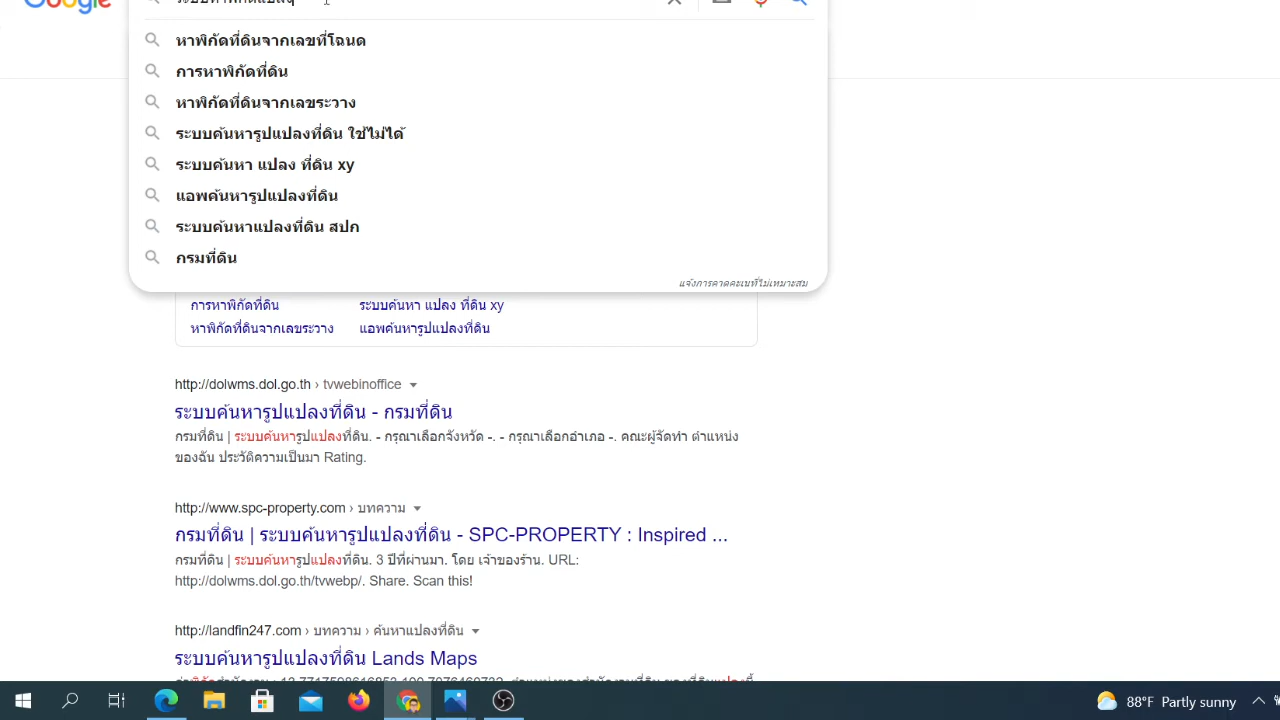 Google
หาพิกัดที่ดินจากเลขที่โฉนด
การหาพิกัดที่ดิน
หาพิกัดที่ดินจากเลขระวาง
ระบบค้นหารูปแปลงที่ดิน ใช้ไม่ได้
ระบบค้นหา แปลง ที่ดิน xy
แอพค้นหารูปแปลงที่ดิน
ระบบค้นหาแปลงที่ดิน สปก
กรมที่ดิน
แจ้งการคาดคะเนที่ไม่เหมาะสม
การหาพิกัดที่ดิน ระบบค้นหา แปลง ที่ดิน xy
หาพิกัดที่ดินจากเลขระวาง แอพค้นหารูปแปลงที่ดิน
http://dolwms.dol.go.th › tvwebinoffice
ระบบค้นหารูปแปลงที่ดิน - กรมที่ดิน
กรมที่ดิน | ระบบค้นหารูปแปลงที่ดิน. - กรุณาเลือกจังหวัด -. - กรุณาเลือกอำเภอ -. คณะผู้จัดทำ ตำแหน่ง
ของฉัน ประวัติความเป็นมา Rating.
http://www.spc-property.com › บทความ
กรมที่ดิน | ระบบค้นหารูปแปลงที่ดิน - SPC-PROPERTY : Inspired ...
กรมที่ดิน | ระบบค้นหารูปแปลงที่ดิน. 3 ปีที่ผ่านมา. โดย เจ้าของร้าน. URL:
http://dolwms.dol.go.th/tvwebp/. Share. Scan this!
http://landfin247.com › บทความ › ค้นหาแปลงที่ดิน
ระบบค้นหารูปแปลงที่ดิน Lands Maps
88°F Partly sunny